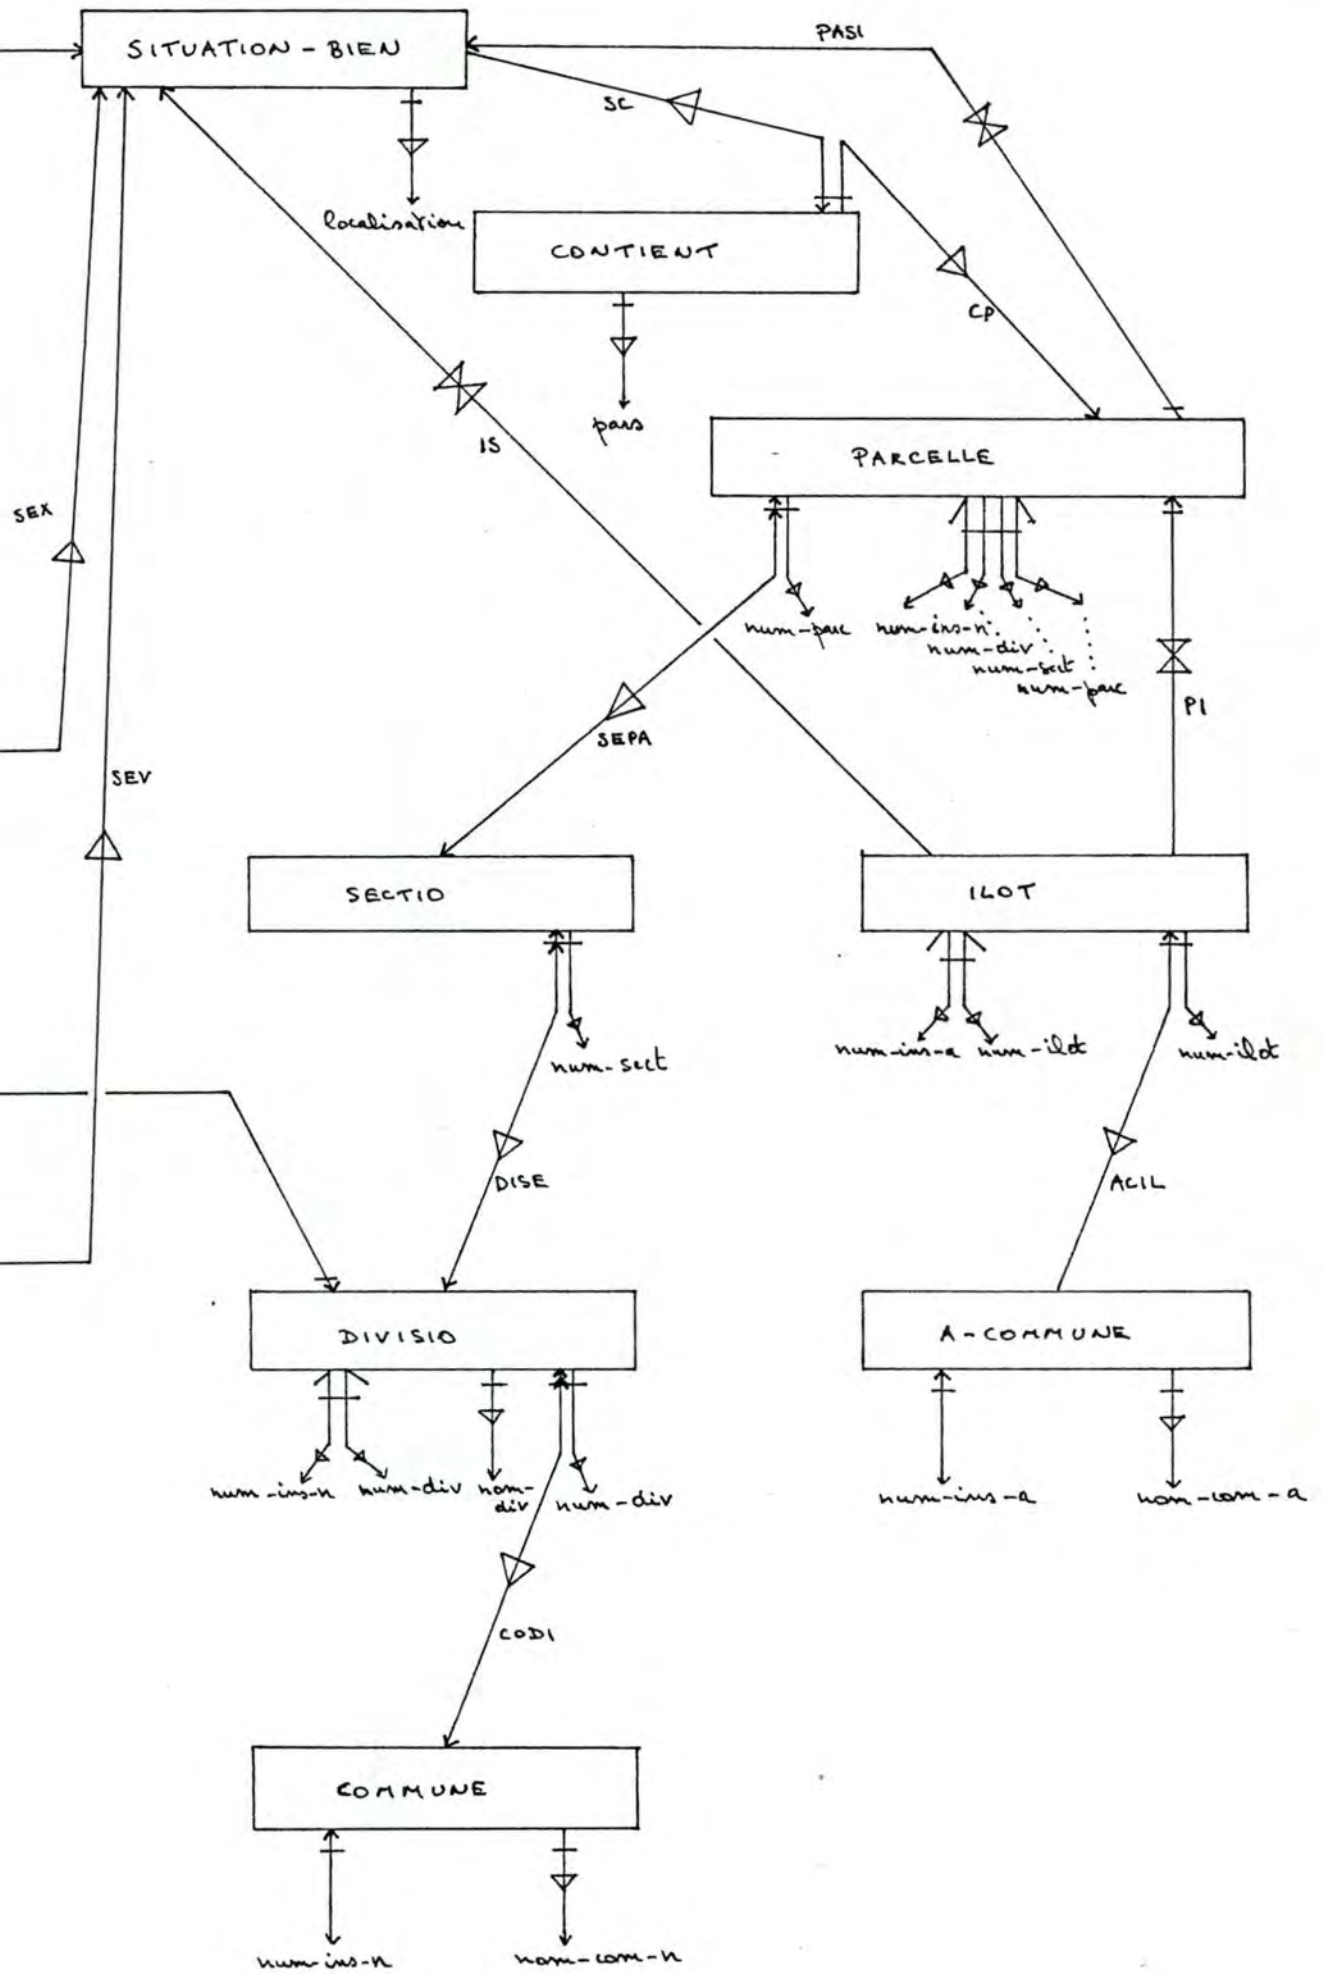 PASI
SITUATION - BIEN
SC
localisation
CONTIENT
CP
pars
IS
PARCELLE
SEX
num-parc
num-ins-n
num-div
num-sect
num-parc
PI
SEPA
SEV
SECTIO
ILOT
num-sect
num-ins-a num-ilot
num-ilot
DISE
ACIL
DIVISIO
A-COMMUNE
num-ins-n num-div nom-
div
num-div
num-ins-a
nom-com-a
CODI
COMMUNE
num-ins-n
nom-com-n